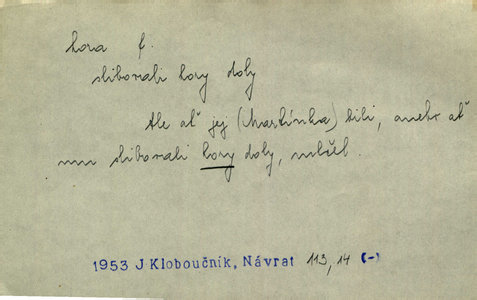 hora f.
slibovali hory doly
Ale ať jej (Martínka) bili, anebo ať
mu slibovali hory doly, mlčel.
1953 J Kloboučník, Návrat 113,14 (-)